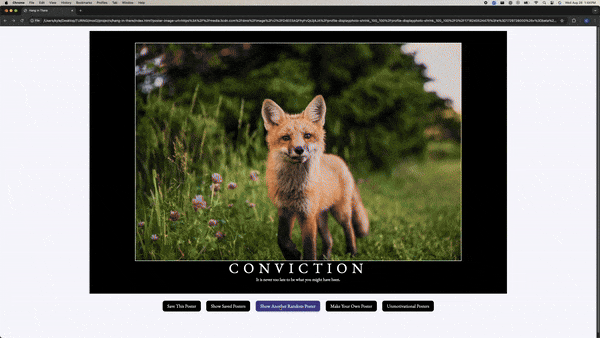 Chrome File Edit View History Bookmarks Profiles Tab Window Help
Hang in There
CONVICTION
It is never too late to be what you might have been.
Save This Poster Show Saved Posters Show Another Random Poster Make Your Own Poster Unmotivational Posters